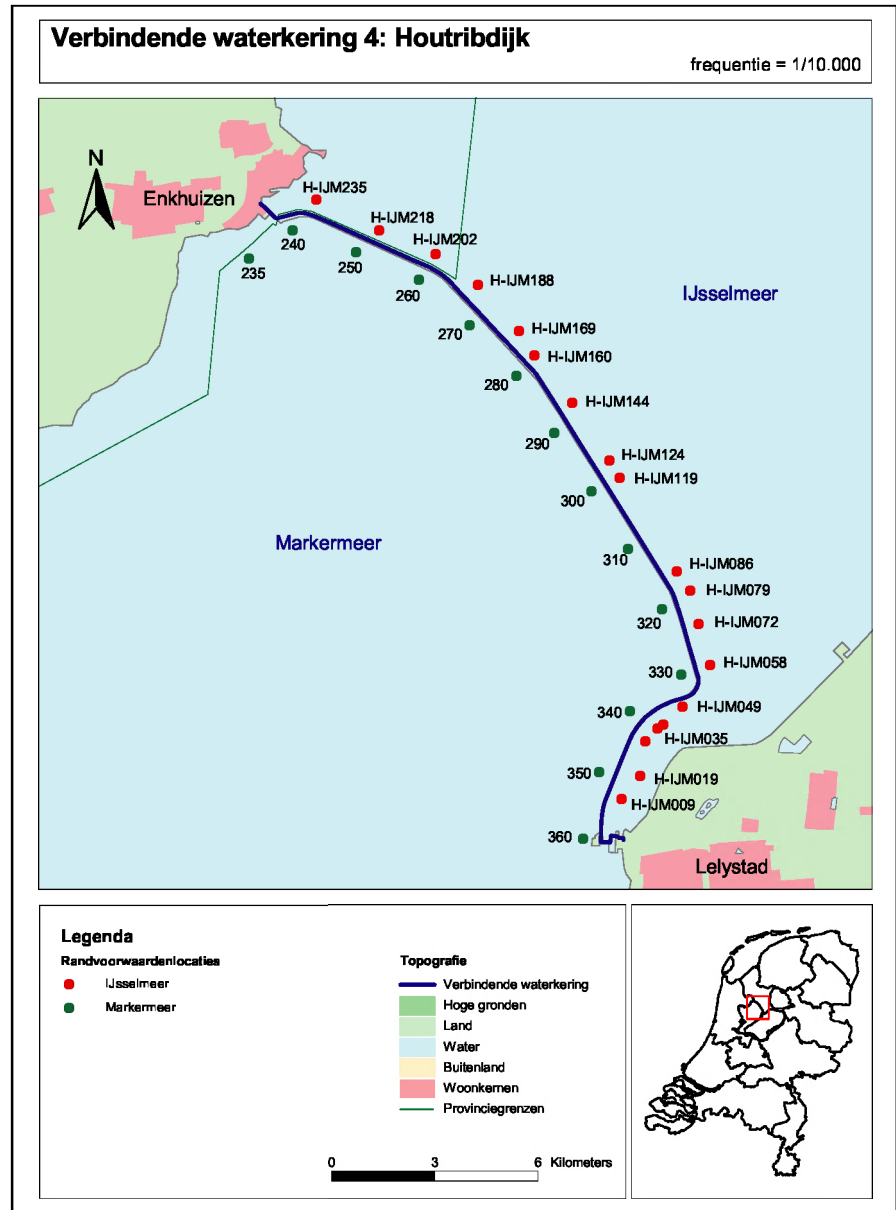 Verbindende waterkering 4: Houtribdijk
frequentie = 1/10.000
N
Enkhuizen
H-IJM235
H-IJM218
240
H-IJM202
235
250
260
H-IJM188
IJsselmeer
270
H-IJM169
H-IJM160
280
H-IJM144
290
H-IJM124
H-IJM119
300
Markermeer
310
H-IJM086
H-IJM079
320
H-IJM072
H-IJM058
330
H-IJM049
340
H-IJM035
350
H-IJM019
H-IJM009
360
Lelystad
Legenda
Randvoorwaardenlocaties
IJsselmeer
Markermeer
Topografie
Verbindende waterkering
Hoge gronden
Land
Water
Buitenland
Woonkernen
Provinciegrenzen
0 3 6 Kilometers